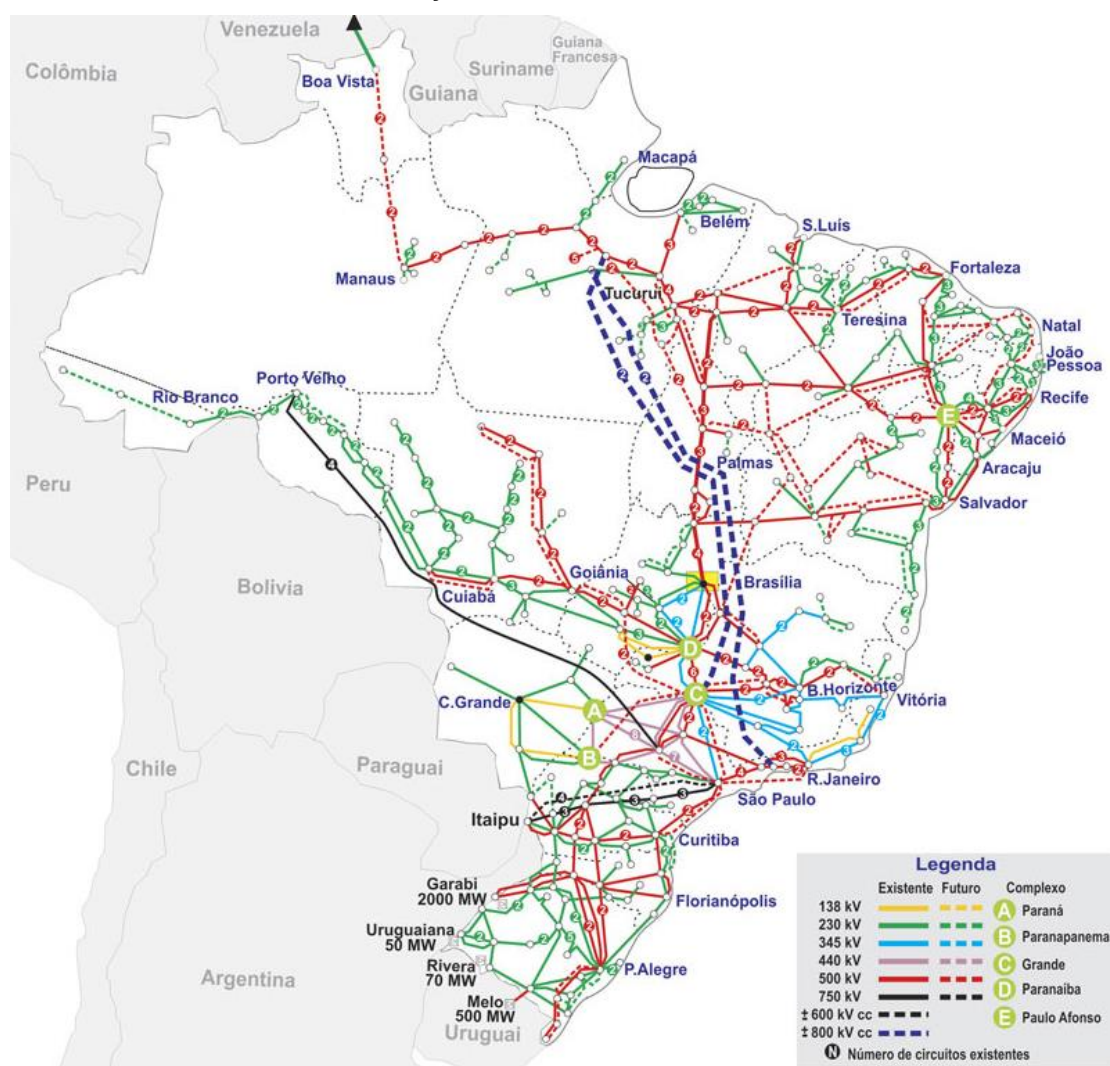 Venezuela
Guiana
Francesa
Colômbia
Suriname
Boa Vista
Guiana
Macapá
Belém
S.Luís
Manaus
Fortaleza
Tucuruí
Teresina
Natal
João
Pessoa
Porto Velho
Rio Branco
Recife
E
Maceió
Palmas
Aracaju
Peru
Salvador
Bolivia
Goiânia
Brasília
Cuiabá
D
C
B.Horizonte
Vitória
C.Grande
A
B
Paraguai
Chile
R.Janeiro
São Paulo
Itaipu
Curitiba
Garabi
2000 MW
Florianópolis
Uruguaiana
50 MW
Rivera
70 MW
P.Alegre
Melo
500 MW
Argentina
Uruguai
Legenda
Existente Futuro Complexo
138 kV A Paraná
230 kV B Paranapanema
345 kV
440 kV C Grande
500 kV D Paranaiba
750 kV
±600 kV cc E Paulo Afonso
±800 kV cc
N Número de circuitos existentes